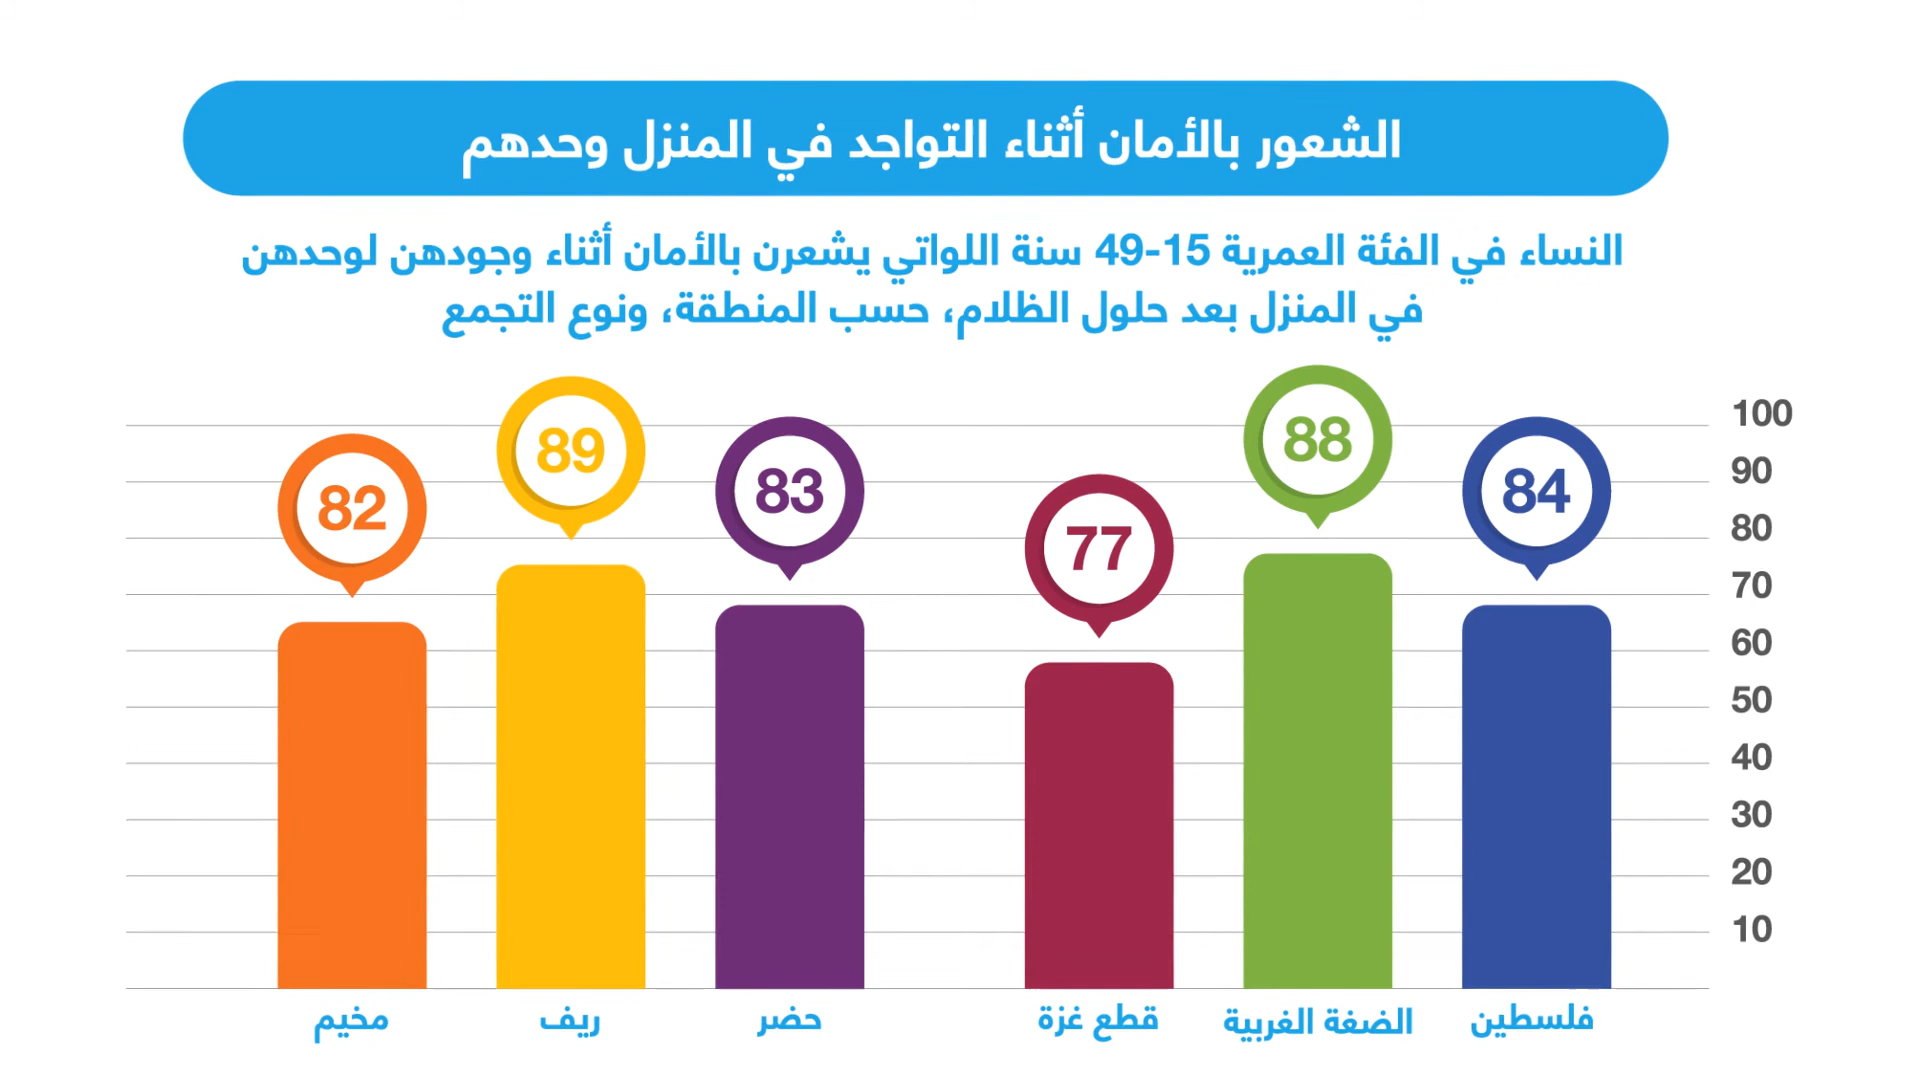 الشعور بالأمان أثناء التواجد في المنزل وحدهم
النساء في الفئة العمرية 15-49 سنة اللواتي يشعرن بالأمان أثناء وجودهن لوحدهن
في المنزل بعد حلول الظلام، حسب المنطقة، ونوع التجمع
100
90
80
70
60
50
40
30
20
10
84
88
77
83
89
82
فلسطين
الضفة الغربية
قطع غزة
حضر
ريف
مخيم